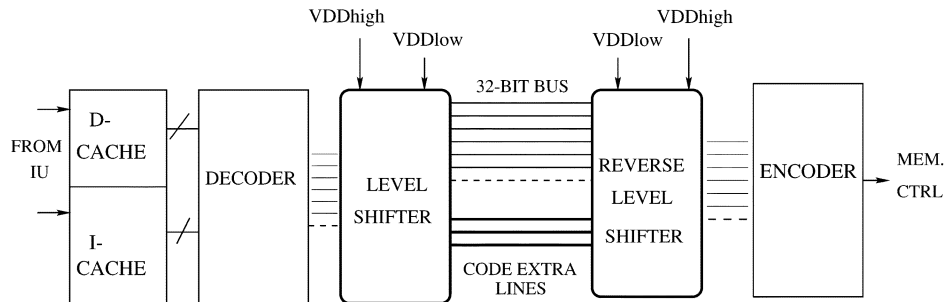 VDDhigh
VDDlow
VDDhigh
VDDlow
32-BIT BUS
FROM
IU
D-
CACHE
I-
CACHE
DECODER
LEVEL
SHIFTER
CODE EXTRA
LINES
REVERSE
LEVEL
SHIFTER
ENCODER
MEM.
CTRL